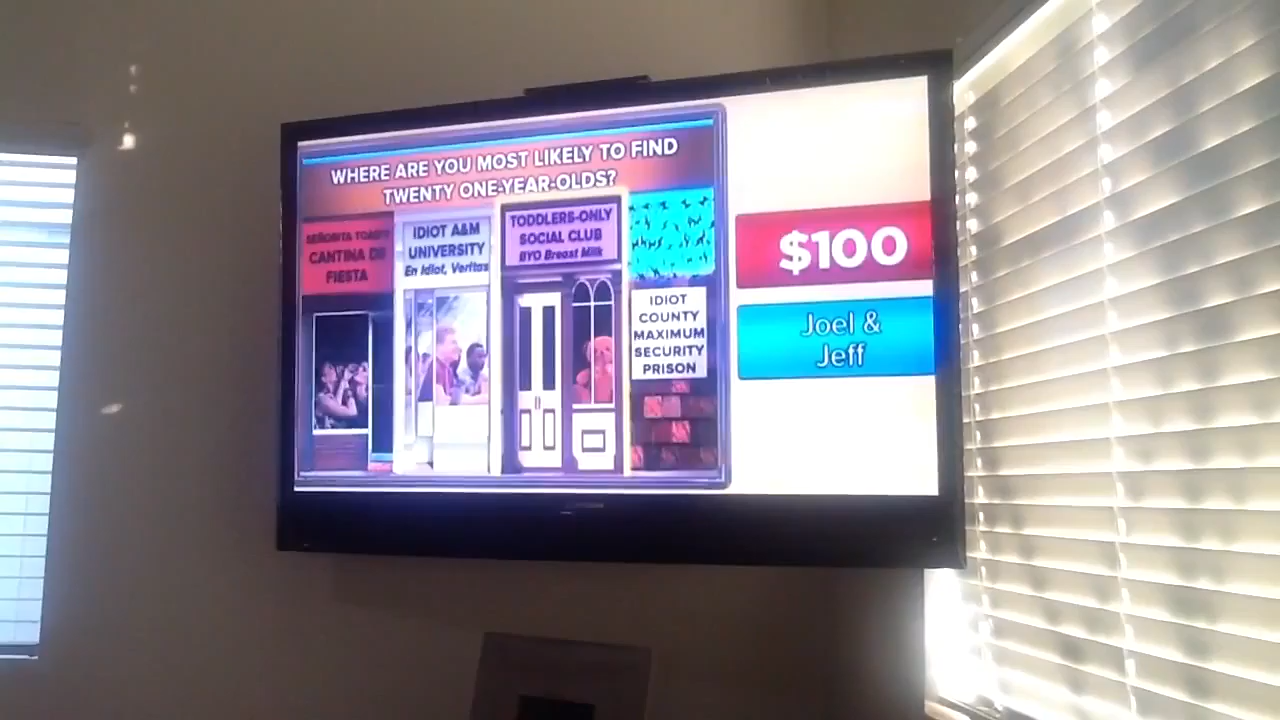 WHERE ARE YOU MOST LIKELY TO FIND
TWENTY ONE-YEAR-OLDS?
SEÑORITA
CANTINA DE
FIESTA
IDIOT A&M
UNIVERSITY
En Idiot, Veritas
TODDLERS-ONLY
SOCIAL CLUB
BYO Breast Milk
IDIOT
COUNTY
MAXIMUM
SECURITY
PRISON
$100
Joel &
Jeff